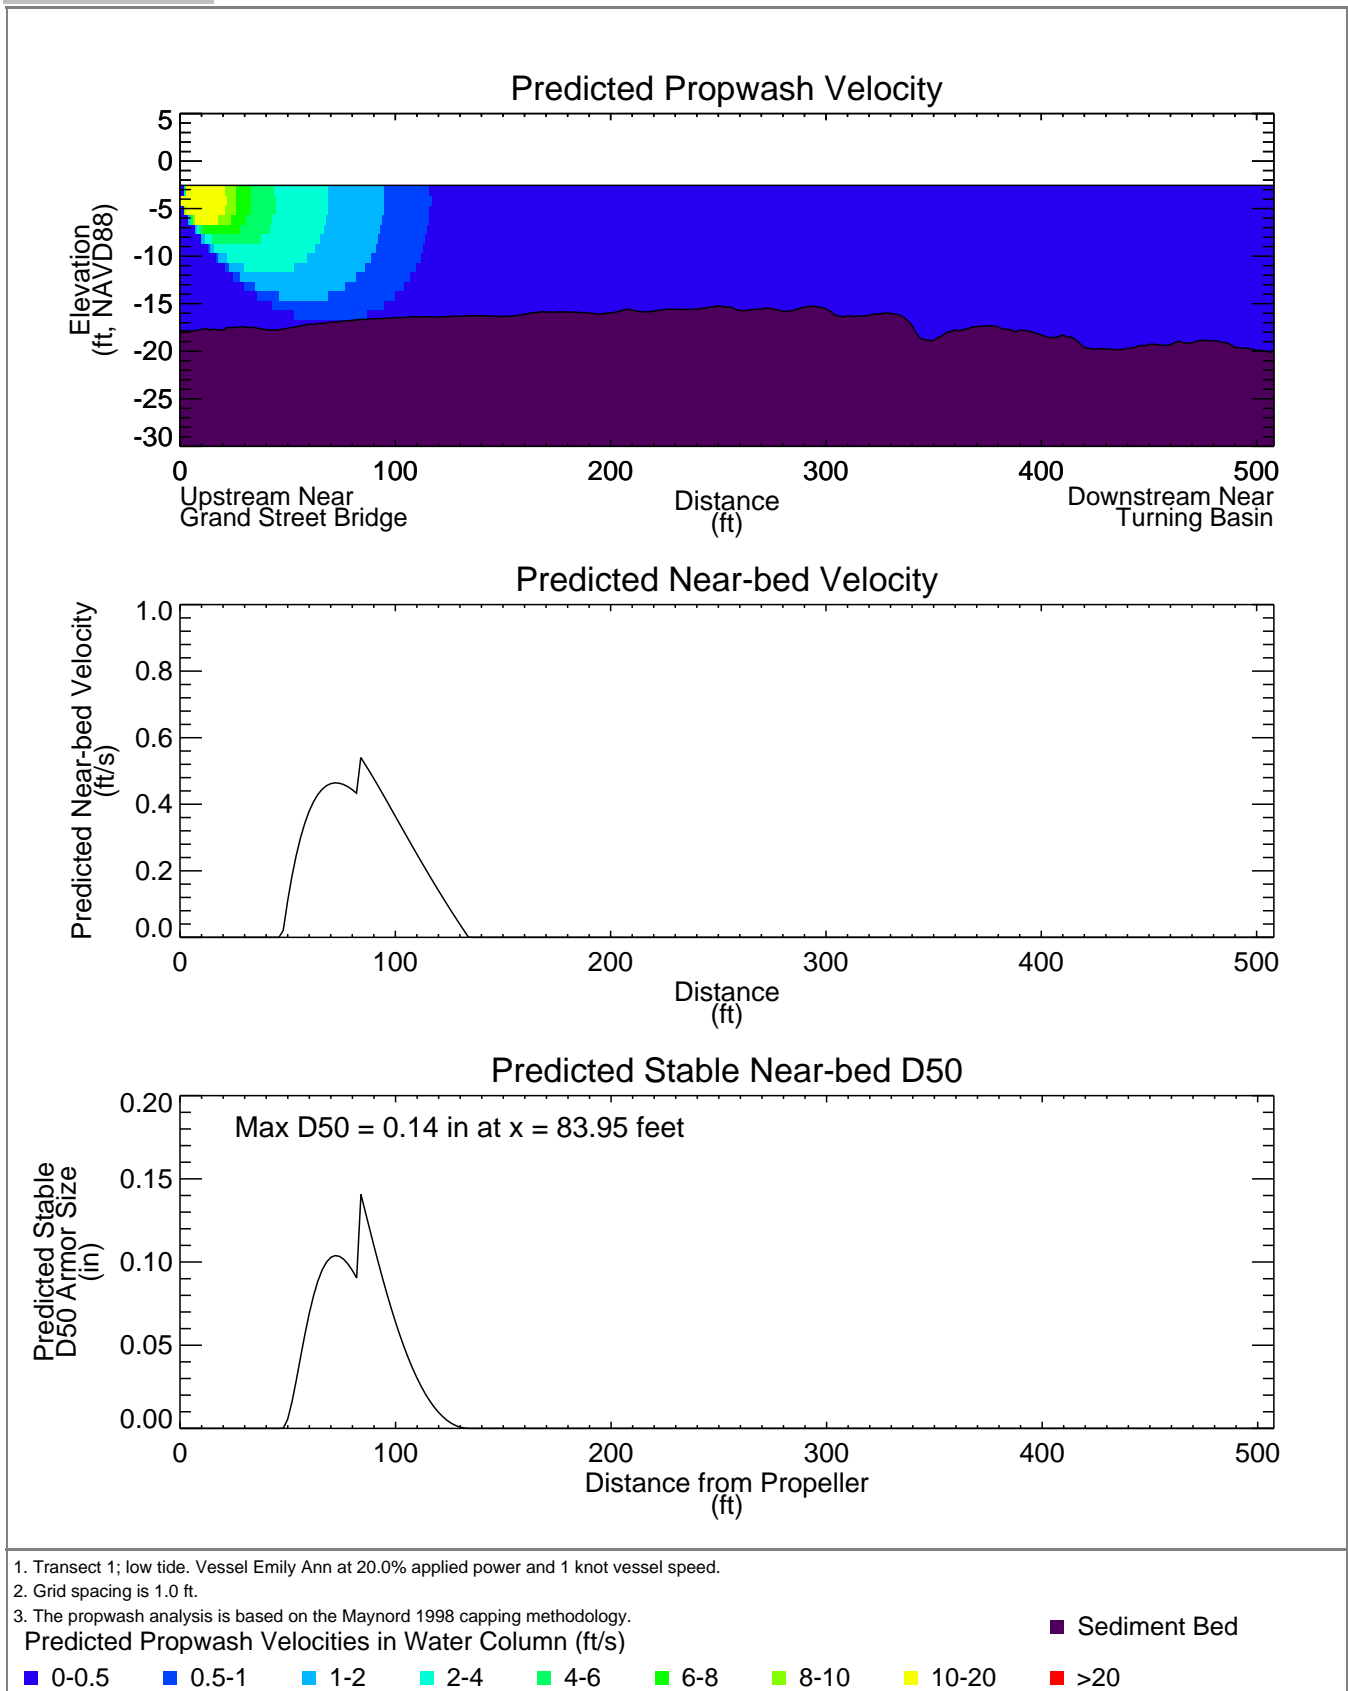 Predicted Propwash Velocity
5
0
-5
-10
-15
-20
-25
-30
Elevation
(ft, NAVD88)
0 100 200 300 400 500
Upstream Near
Grand Street Bridge
Distance
(ft)
Downstream Near
Turning Basin
Predicted Near-bed Velocity
1.0
0.8
0.6
0.4
0.2
0.0
Predicted Near-bed Velocity
(ft/s)
0 100 200 300 400 500
Distance
(ft)
Predicted Stable Near-bed D50
Max D50 = 0.14 in at x = 83.95 feet
0.20
0.15
0.10
0.05
0.00
Predicted Stable
D50 Armor Size
(in)
0 100 200 300 400 500
Distance from Propeller
(ft)
1. Transect 1; low tide. Vessel Emily Ann at 20.0% applied power and 1 knot vessel speed.
2. Grid spacing is 1.0 ft.
3. The propwash analysis is based on the Maynord 1998 capping methodology.
Predicted Propwash Velocities in Water Column (ft/s)
Sediment Bed
0-0.5 0.5-1 1-2 2-4 4-6 6-8 8-10 10-20 >20